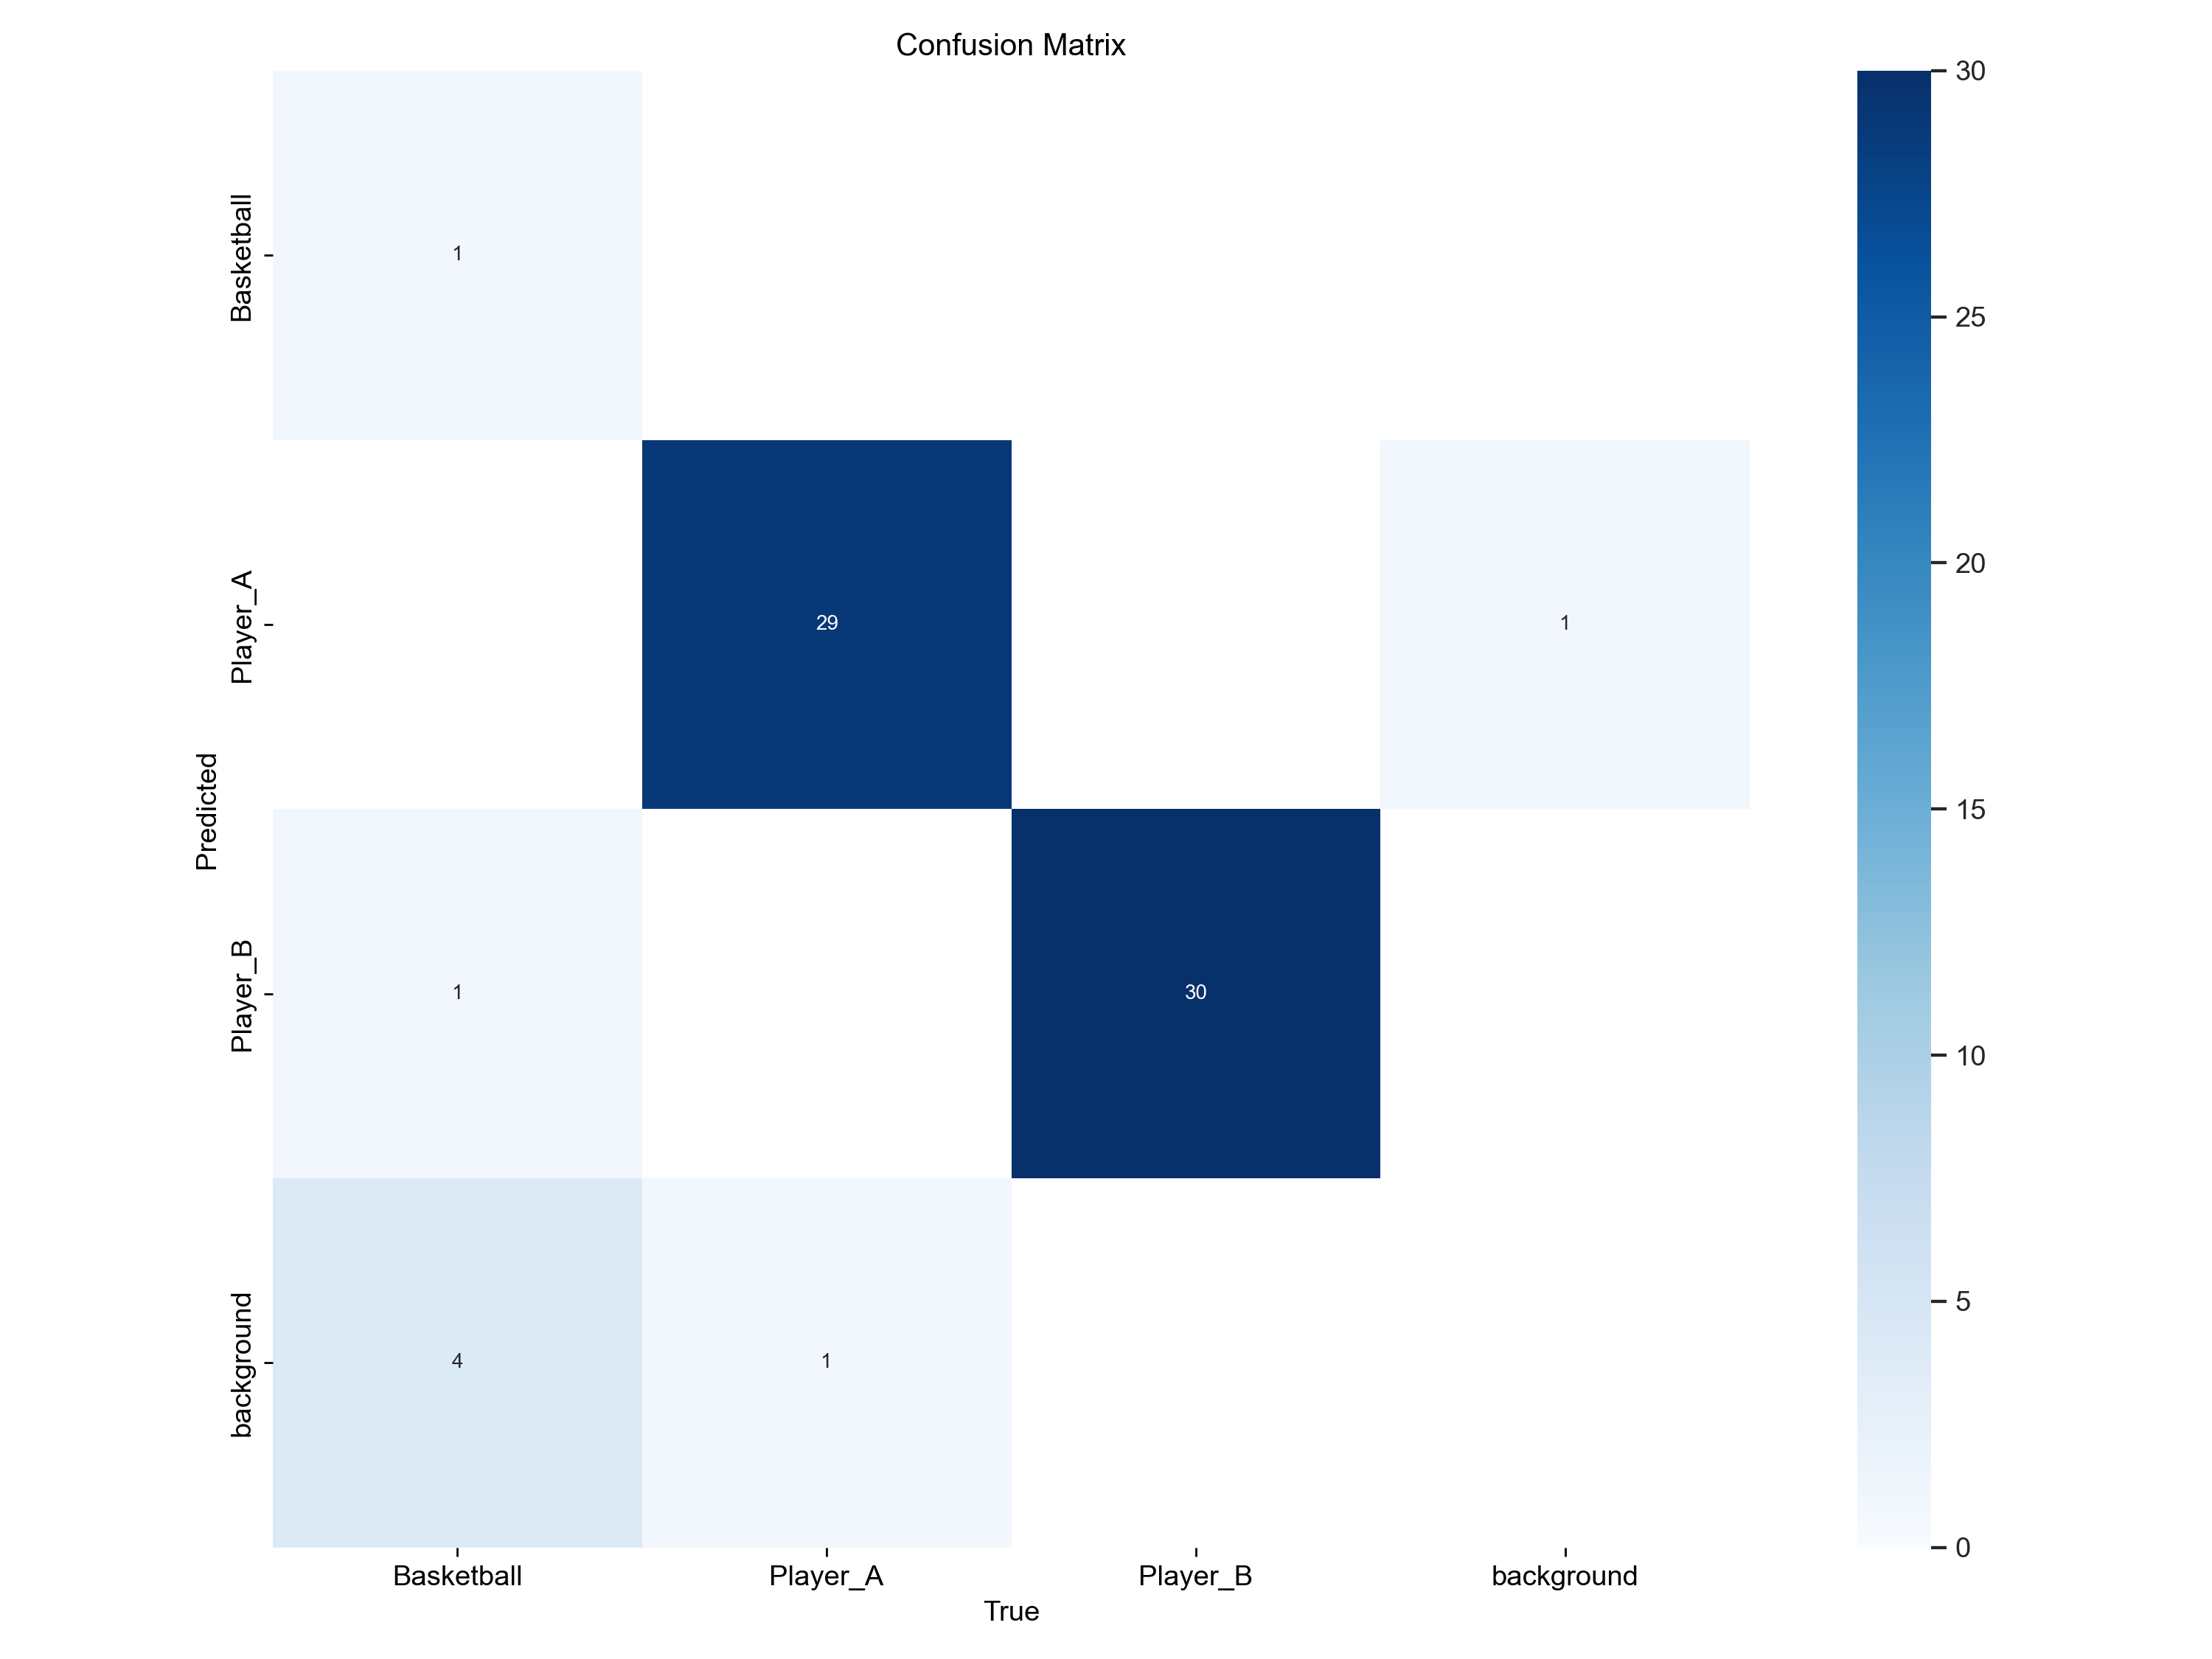 Confusion Matrix
Basketball
1
Player_A
29
1
Player_B
1
30
background
4
1
Predicted
Basketball
Player_A
Player_B
background
True
30
25
20
15
10
5
0